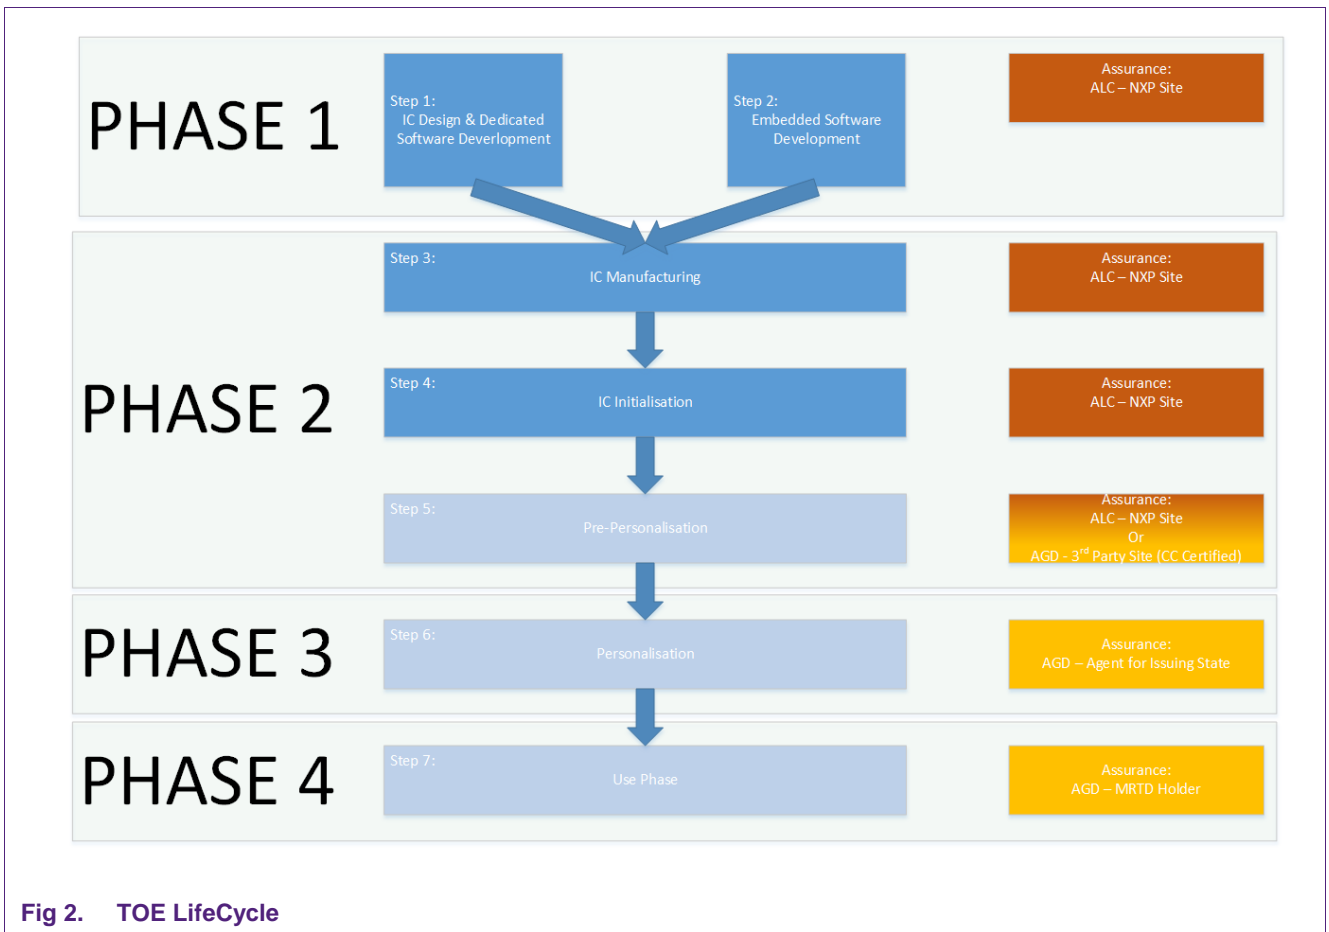 PHASE 1
Step 1:
IC Design & Dedicated
Software Deverlopment
Step 2:
Embedded Software
Development
Assurance:
ALC – NXP Site
PHASE 2
Step 3:
IC Manufacturing
Assurance:
ALC – NXP Site
Step 4:
IC Initialisation
Assurance:
ALC – NXP Site
Step 5:
Pre-Personalisation
Assurance:
ALC – NXP Site
Or
AGD - 3rd Party Site (CC Certified)
PHASE 3
Step 6:
Personalisation
Assurance:
AGD – Agent for Issuing State
PHASE 4
Step 7:
Use Phase
Assurance:
AGD – MRTD Holder
Fig 2. TOE LifeCycle